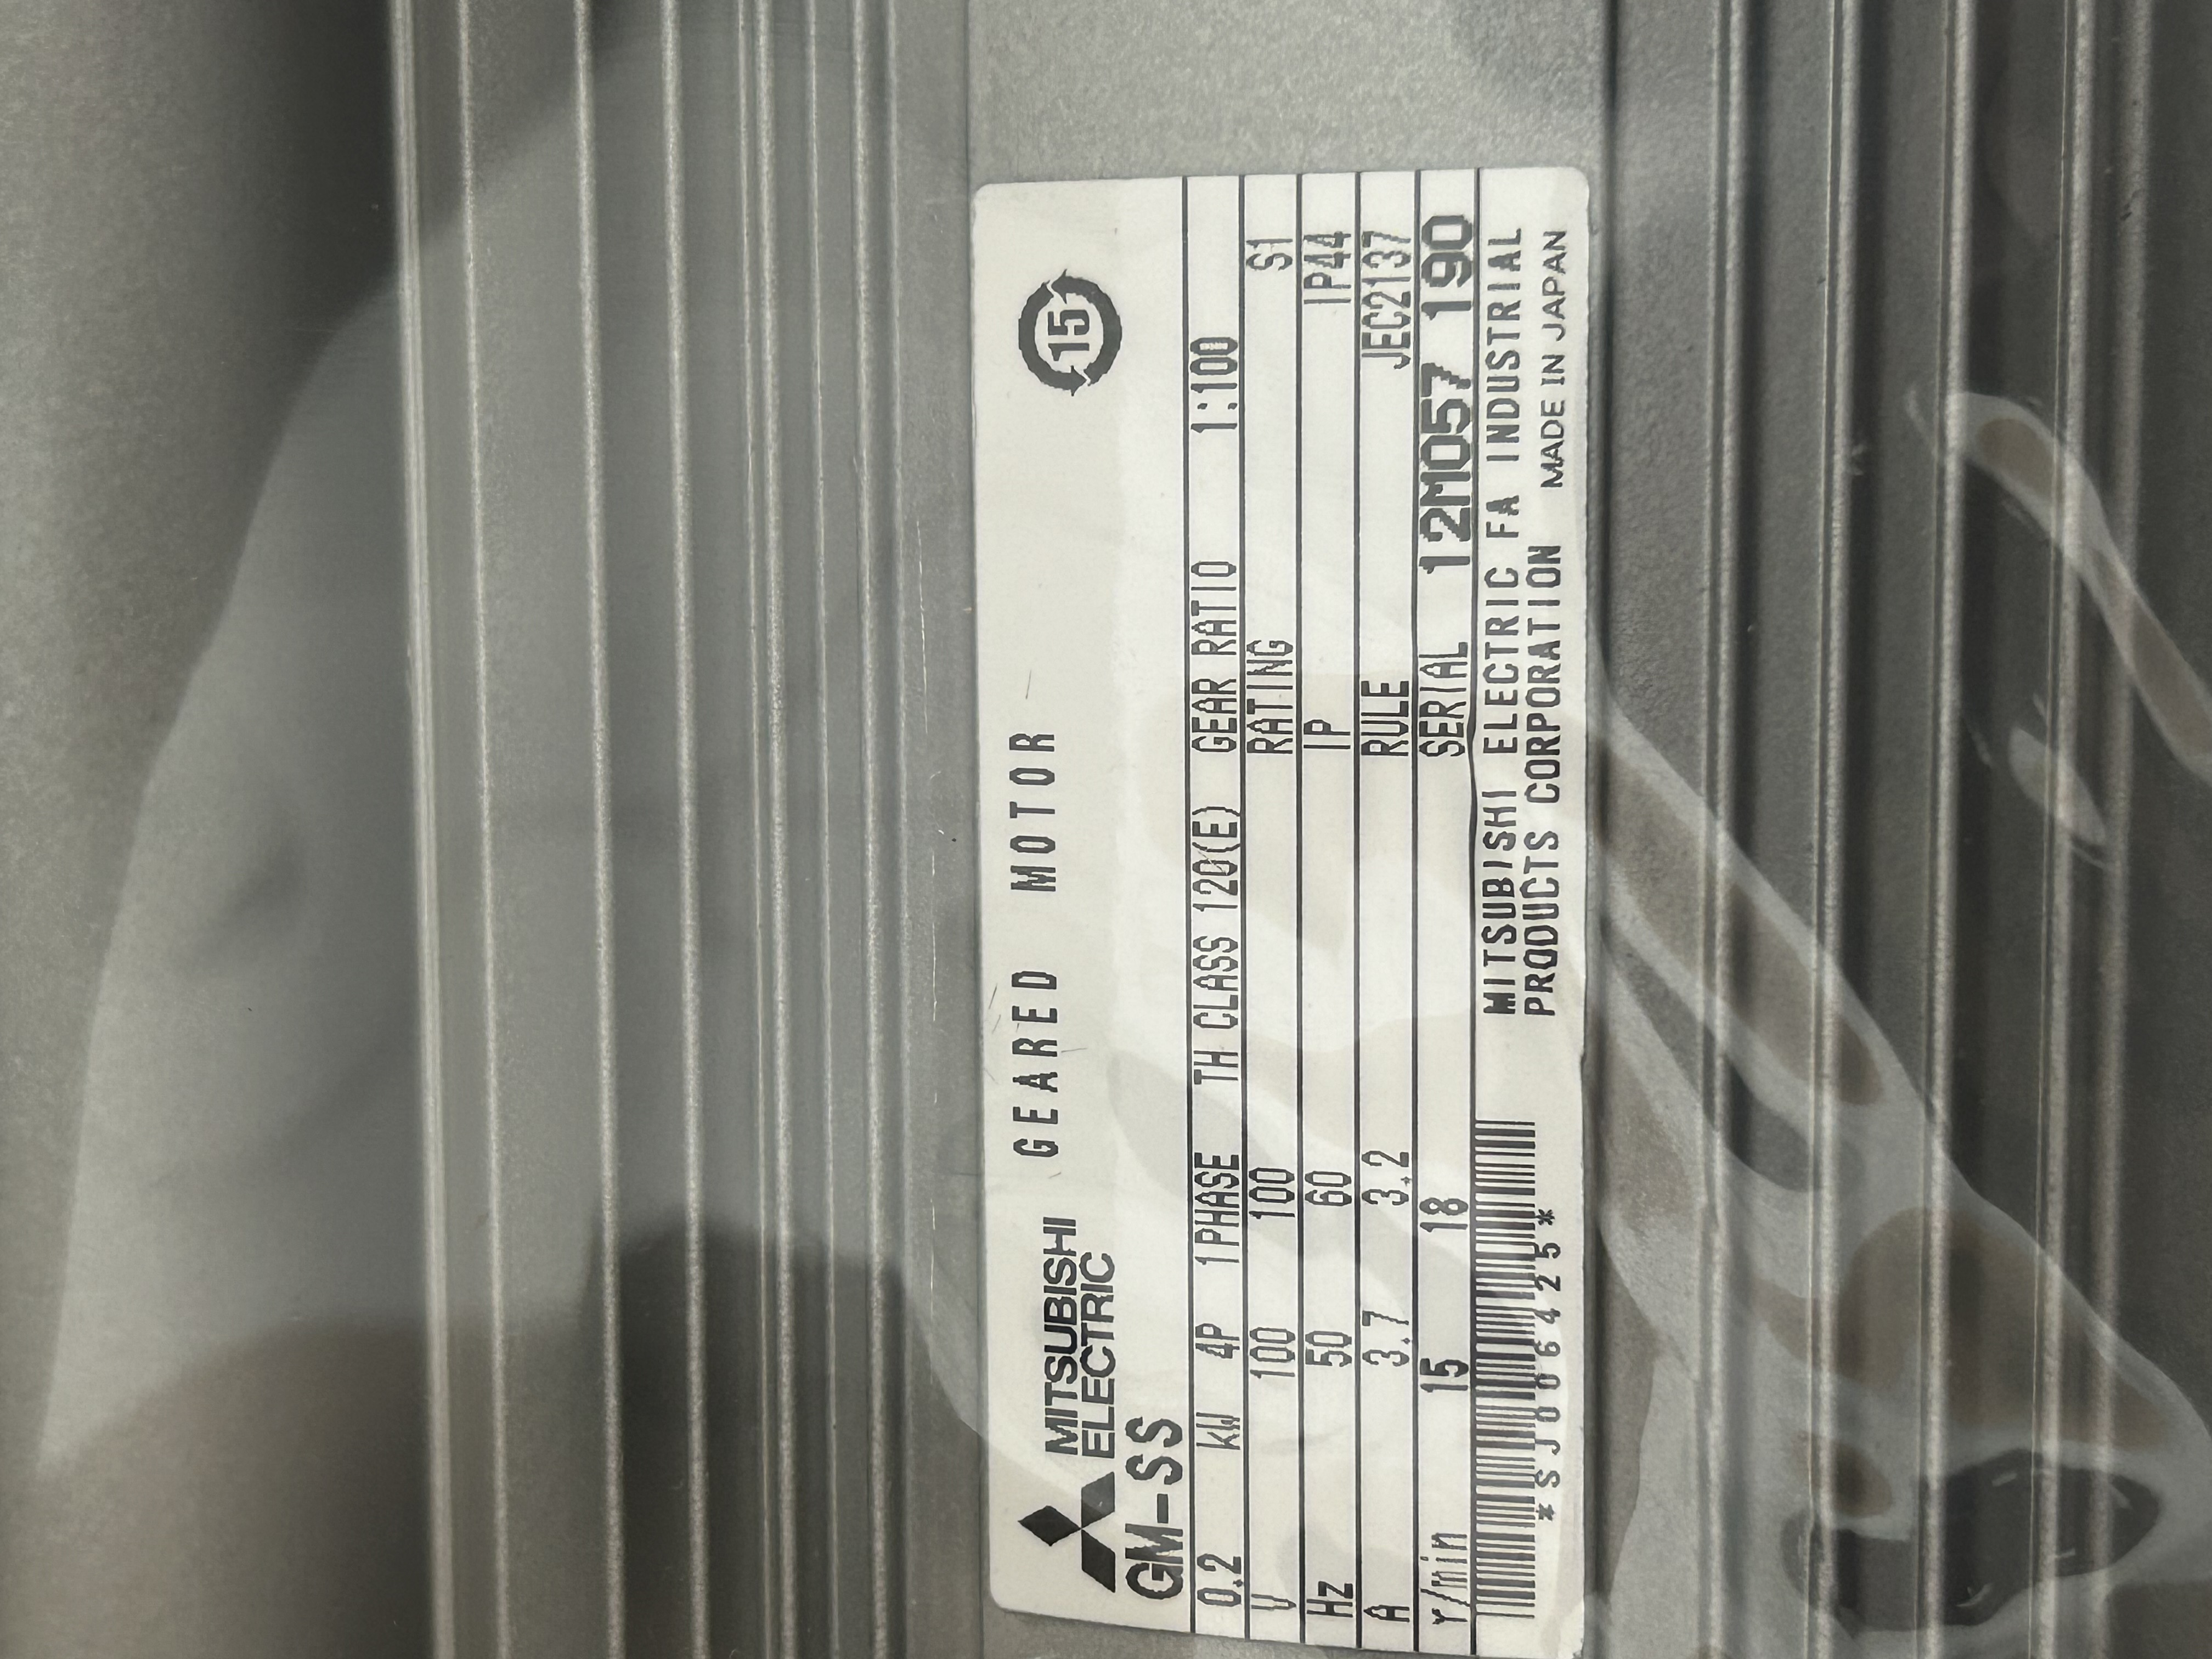 MITSUBISHI
ELECTRIC
GEARED MOTOR
15
GM-SS
0.2 kW 4P 1PHASE TH CLASS 120(E) GEAR RATIO 1:100
V 100 100 RATING S1
Hz 50 60 IP IP44
A 3.7 3.2 RULE JEC2137
r/min 15 18 SERIAL 12M057 190
MITSUBISHI ELECTRIC FA INDUSTRIAL
PRODUCTS CORPORATION MADE IN JAPAN
*SJ006425*